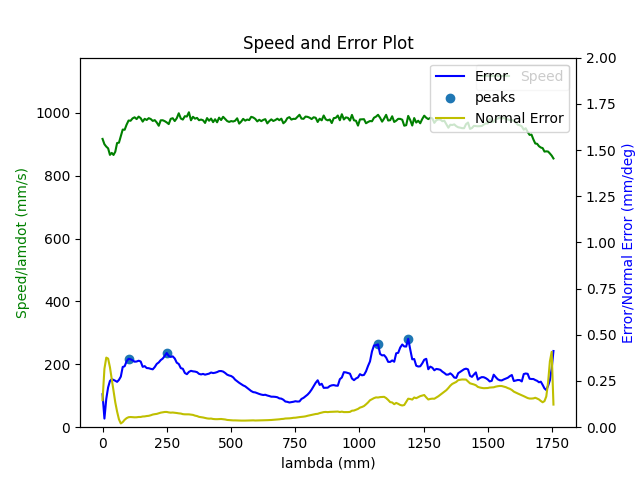 Speed and Error Plot
Speed/lamdot (mm/s)
1000
800
600
400
200
0
Error
peaks
Normal Error
Speed
2.00
1.75
1.50
1.25
1.00
0.75
0.50
0.25
0.00
Error/Normal Error (mm/deg)
0 250 500 750 1000 1250 1500 1750
lambda (mm)